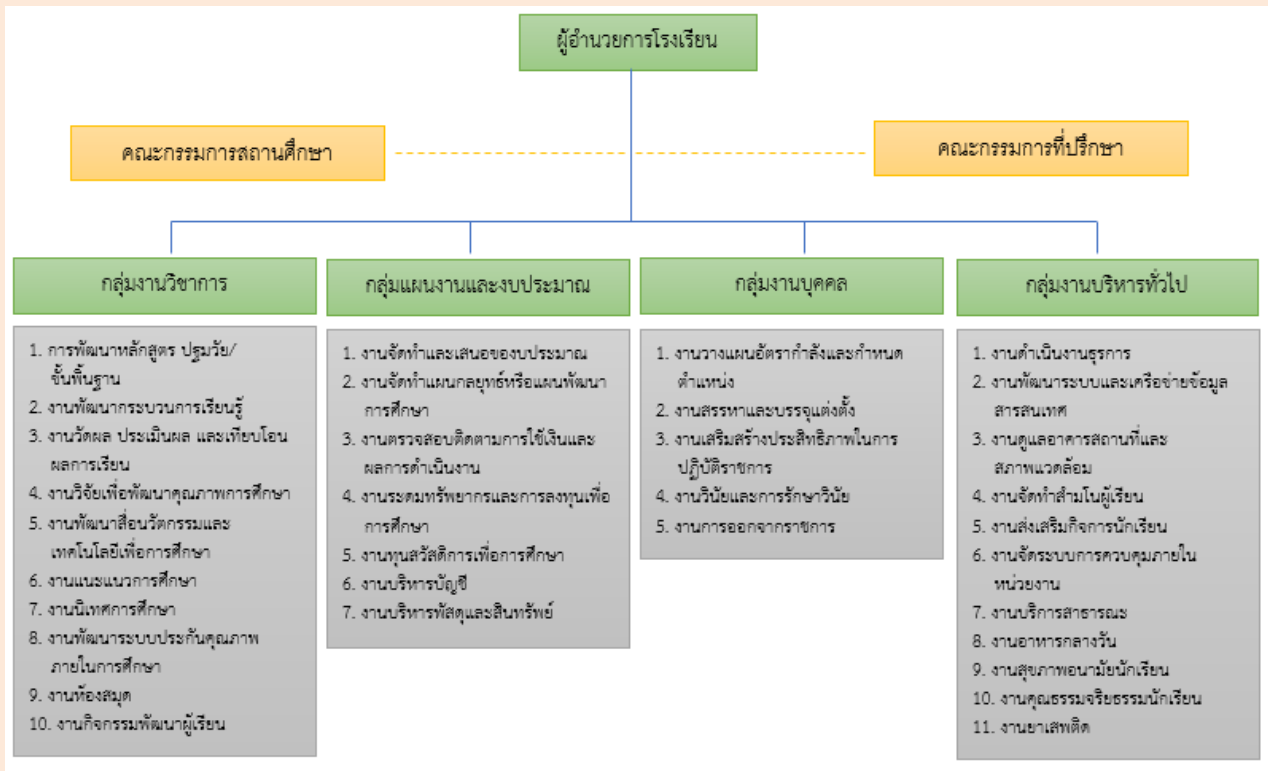 ผู้อำนวยการโรงเรียน
คณะกรรมการสถานศึกษา
คณะกรรมการที่ปรึกษา
กลุ่มงานวิชาการ
1. การพัฒนาหลักสูตร ปฐมวัย/
ขั้นพื้นฐาน
2. งานพัฒนากระบวนการเรียนรู้
3. งานวัดผล ประเมินผล และเทียบโอน
ผลการเรียน
4. งานวิจัยเพื่อพัฒนาคุณภาพการศึกษา
5. งานพัฒนาสื่อนวัตกรรมและ
เทคโนโลยีเพื่อการศึกษา
6. งานแนะแนวการศึกษา
7. งานนิเทศการศึกษา
8. งานพัฒนาระบบประกันคุณภาพ
ภายในการศึกษา
9. งานห้องสมุด
10. งานกิจกรรมพัฒนาผู้เรียน
กลุ่มแผนงานและงบประมาณ
1. งานจัดทำและเสนอของบประมาณ
2. งานจัดทำแผนกลยุทธ์หรือแผนพัฒนา
การศึกษา
3. งานตรวจสอบติดตามการใช้เงินและ
ผลการดำเนินงาน
4. งานระดมทรัพยากรและการลงทุนเพื่อ
การศึกษา
5. งานทุนสวัสดิการเพื่อการศึกษา
6. งานบริหารบัญชี
7. งานบริหารพัสดุและสินทรัพย์
กลุ่มงานบุคคล
1. งานวางแผนอัตรากำลังและกำหนด
ตำแหน่ง
2. งานสรรหาและบรรจุแต่งตั้ง
3. งานเสริมสร้างประสิทธิภาพในการ
ปฏิบัติราชการ
4. งานวินัยและการรักษาวินัย
5. งานการออกจากราชการ
กลุ่มงานบริหารทั่วไป
1. งานดำเนินงานธุรการ
2. งานพัฒนาระบบและเครือข่ายข้อมูล
สารสนเทศ
3. งานดูแลอาคารสถานที่และ
สภาพแวดล้อม
4. งานจัดทำสำมโนผู้เรียน
5. งานส่งเสริมกิจการนักเรียน
6. งานจัดระบบการควบคุมภายใน
หน่วยงาน
7. งานบริการสาธารณะ
8. งานอาหารกลางวัน
9. งานสุขภาพอนามัยนักเรียน
10. งานคุณธรรมจริยธรรมนักเรียน
11. งานยาเสพติด